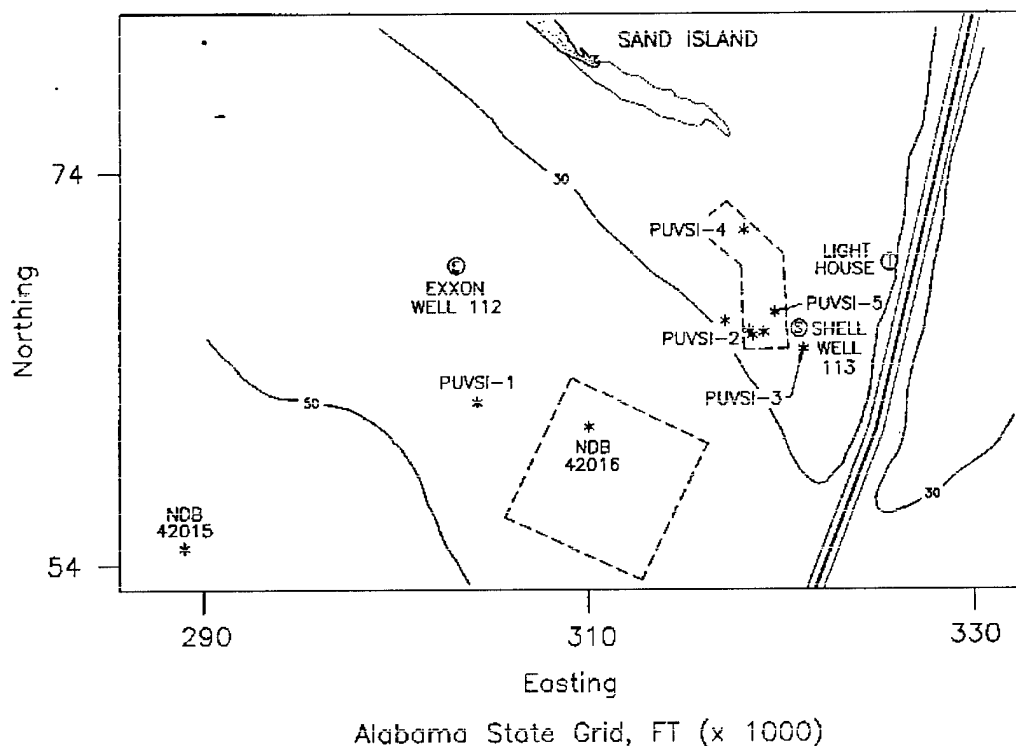 SAND ISLAND
74
30
PUVSI-4
LIGHT
HOUSE
EXXON
WELL 112
PUVSI-5
PUVSI-2
SHELL
WELL
113
PUVSI-1
PUVSI-3
50
NDB
42016
30
NDB
42015
54
290
310
330
Northing
Easting
Alabama State Grid, FT (x 1000)